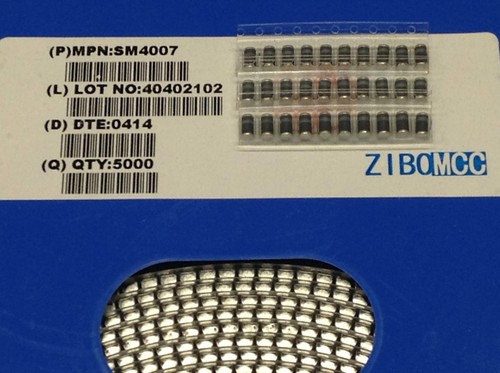 (P)MPN:SM4007
(L) LOT NO:40402102
(D) DTE:0414
(Q) QTY:5000
ZIBOMCC